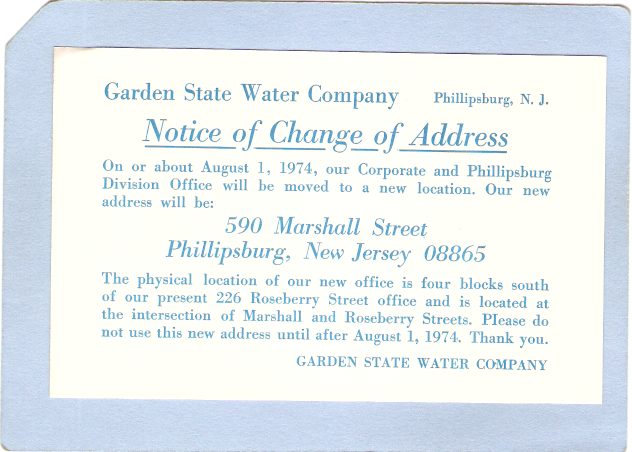 Garden State Water Company Phillipsburg, N. J.
Notice of Change of Address
On or about August 1, 1974, our Corporate and Phillipsburg
Division Office will be moved to a new location. Our new
address will be:
590 Marshall Street
Phillipsburg, New Jersey 08865
The physical location of our new office is four blocks south
of our present 226 Roseberry Street office and is located at
the intersection of Marshall and Roseberry Streets. Please do
not use this new address until after August 1, 1974. Thank you.
GARDEN STATE WATER COMPANY